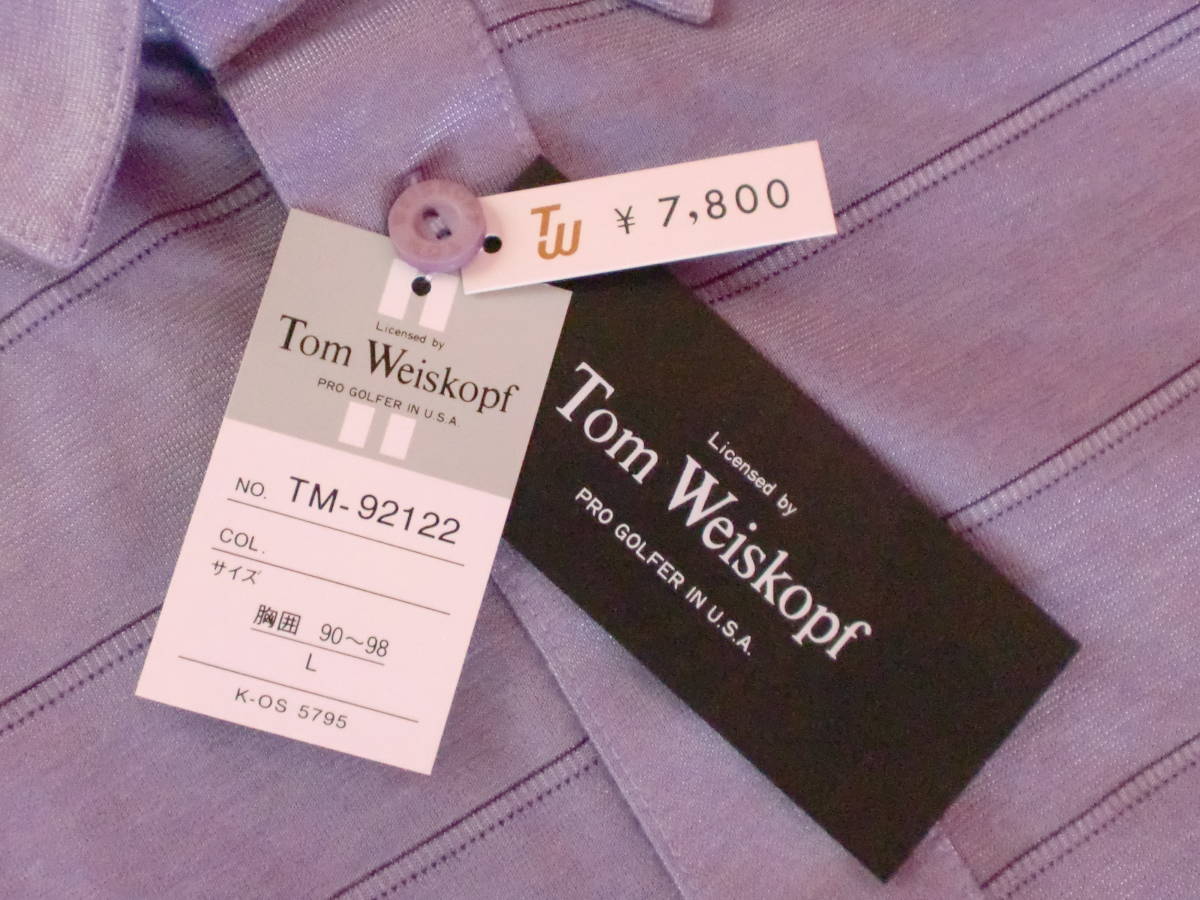 TW ¥ 7,800
Licensed by
Tom Weiskopf
PRO GOLFER IN U.S.A.
NO. TM-92122
COL.
サイズ
胸囲 90～98
L
K-OS 5795
Licensed by
Tom Weiskopf
PRO GOLFER IN U.S.A.